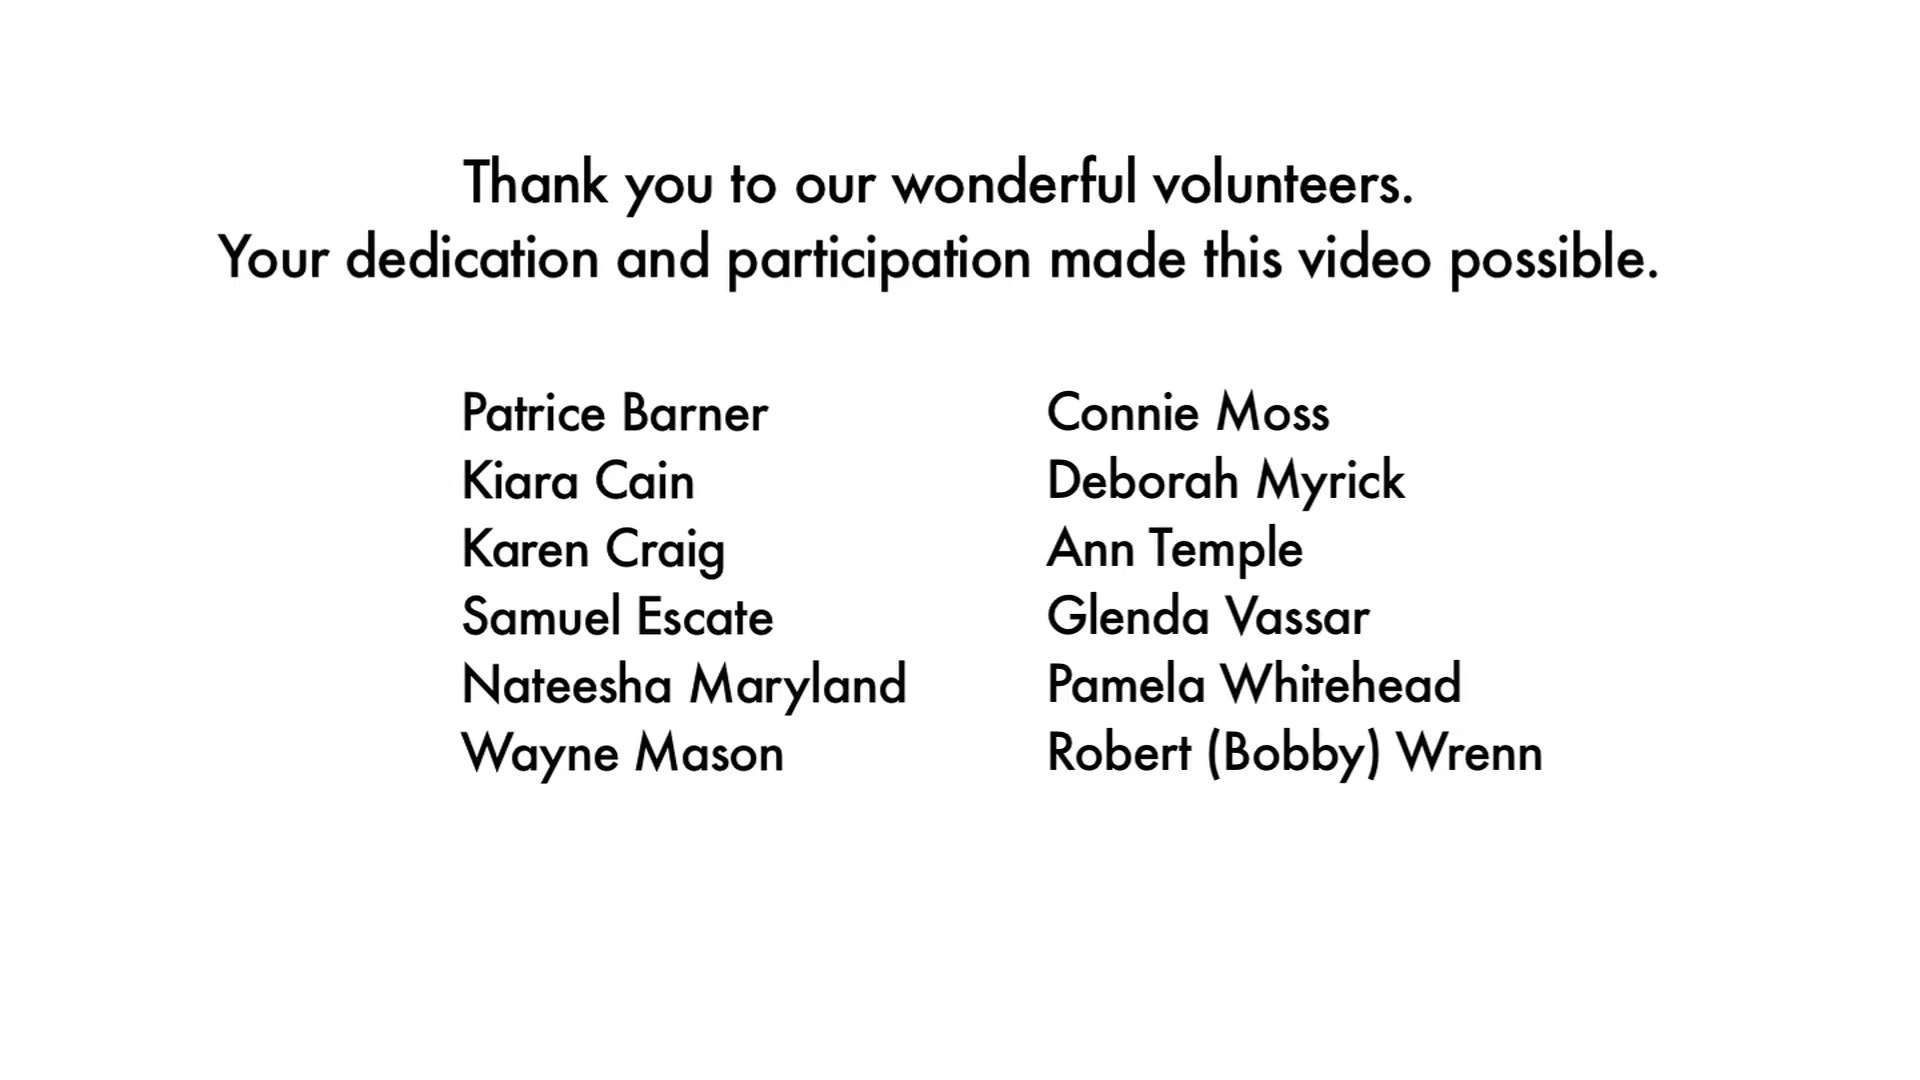 Thank you to our wonderful volunteers.
Your dedication and participation made this video possible.
Patrice Barner
Kiara Cain
Karen Craig
Samuel Escate
Nateesha Maryland
Wayne Mason
Connie Moss
Deborah Myrick
Ann Temple
Glenda Vassar
Pamela Whitehead
Robert (Bobby) Wrenn